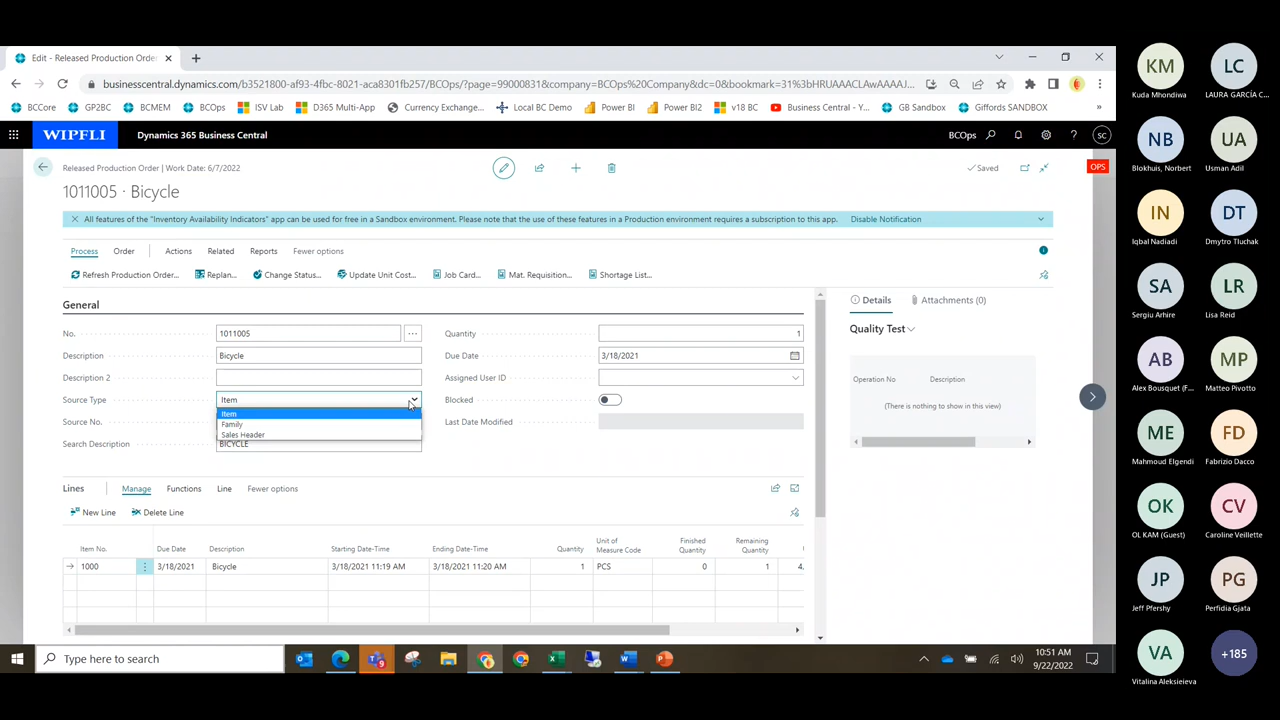 Edit - Released Production Order
businesscentral.dynamics.com/b3521800-af93-4fbc-8021-aca8301fb257/BCOps/?page=99000831&company=BCOps%20Company&dc=0&bookmark=31%3bHRUAAACLAwAAAAJ...
BCCore GP2BC BCMEM BCOps ISV Lab D365 Multi-App Currency Exchange... Local BC Demo Power BI Power BI2 v18 BC Business Central - Y... GB Sandbox Giffords SANDBOX »
WIPFLI Dynamics 365 Business Central BCOps ? SC
Released Production Order | Work Date: 6/7/2022 Saved OPS
1011005 · Bicycle
All features of the "Inventory Availability Indicators" app can be used for free in a Sandbox environment. Please note that the use of these features in a Production environment requires a subscription to this app. Disable Notification
Process Order Actions Related Reports Fewer options
Refresh Production Order... Replan... Change Status... Update Unit Cost... Job Card... Mat. Requisition... Shortage List...
General
No. 1011005 ... Quantity 1
Description Bicycle Due Date 3/18/2021
Description 2 Assigned User ID
Source Type Item Blocked
Item
Source No. Family Last Date Modified
Sales Header
Search Description BICYCLE
Details Attachments (0)
Quality Test
Operation No Description
(There is nothing to show in this view)
Lines Manage Functions Line Fewer options
New Line Delete Line
Item No. Due Date Description Starting Date-Time Ending Date-Time Quantity Unit of Measure Code Finished Quantity Remaining Quantity
1000 3/18/2021 Bicycle 3/18/2021 11:19 AM 3/18/2021 11:20 AM 1 PCS 0 1 4.
Type here to search
10:51 AM
9/22/2022
KM LC
Kuda Mhondiwa LAURA GARCÍA C...
NB UA
Blokhuis, Norbert Usman Adil
IN DT
Iqbal Nadiadi Dmytro Tluchak
SA LR
Sergiu Arhire Lisa Reid
AB MP
Alex Bousquet (F... Matteo Pivotto
ME FD
Mahmoud Elgendi Fabrizio Dacco
OK CV
OL KAM (Guest) Caroline Veillette
JP PG
Jeff Pfershy Perfidia Gjata
VA +185
Vitalina Aleksieieva